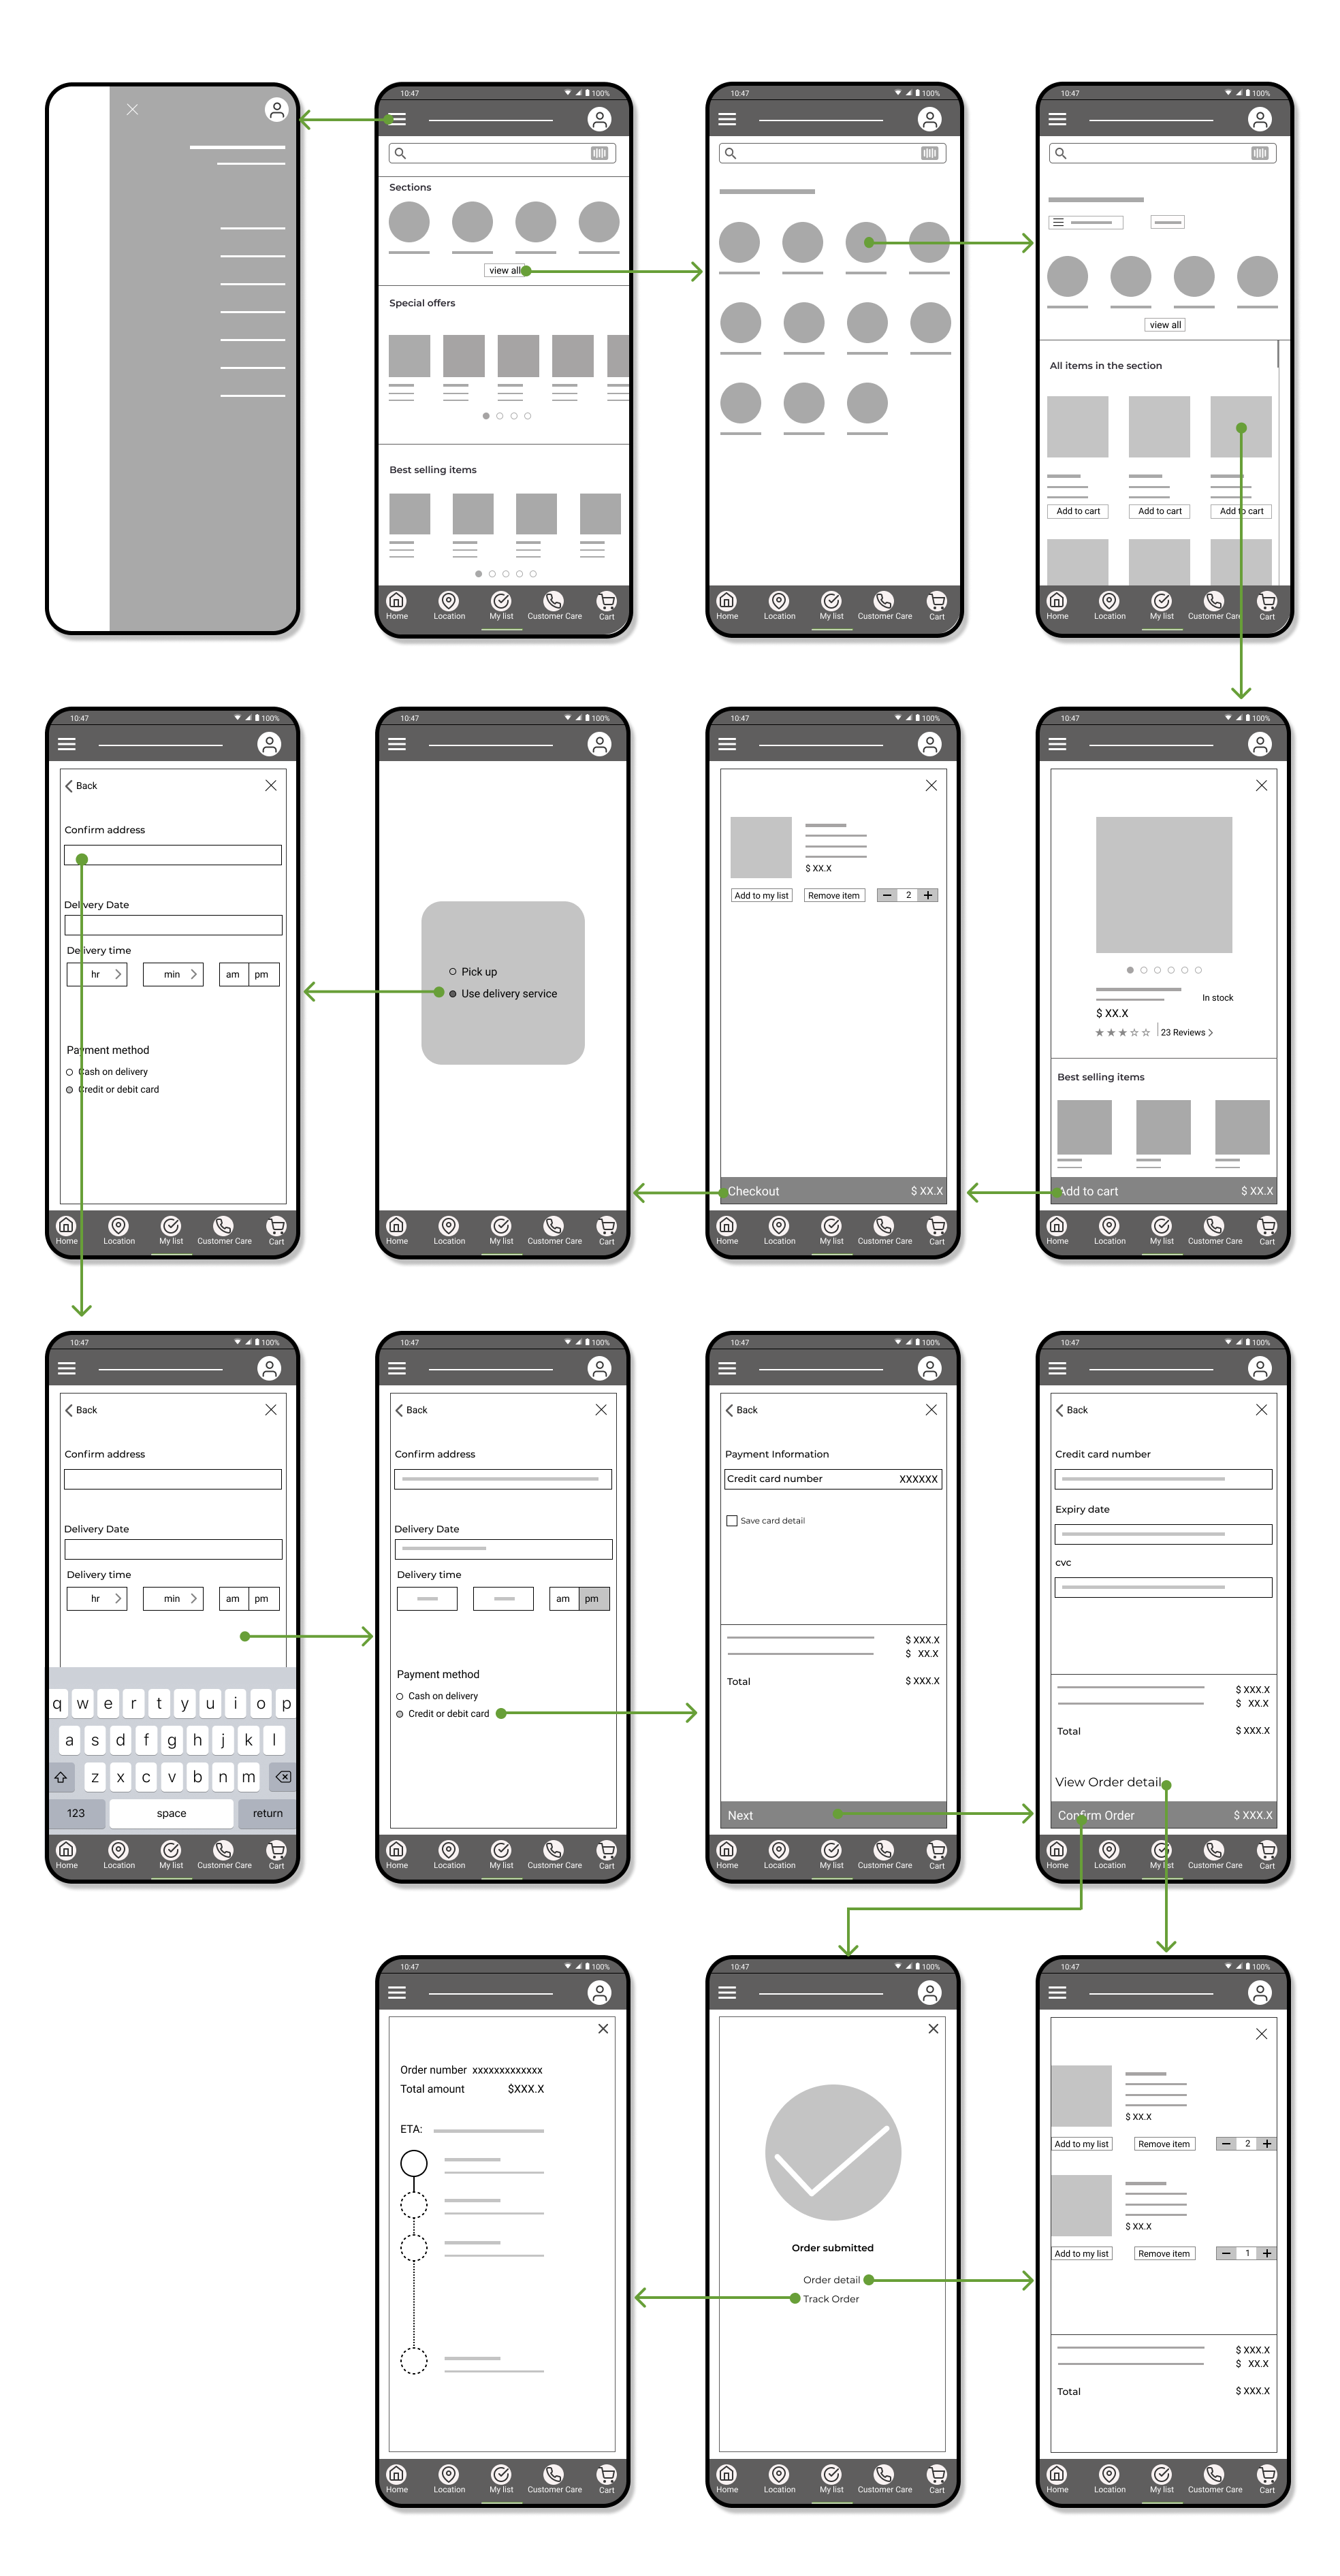 10:47 100%
Sections
view all
Special offers
Best selling items
Home Location My list Customer Care Cart
10:47 100%
Home Location My list Customer Care Cart
10:47 100%
view all
All items in the section
Add to cart Add to cart Add to cart
Home Location My list Customer Care Cart
10:47 100%
Back
Confirm address
Delivery Date
Delivery time
hr min am pm
Payment method
Cash on delivery
Credit or debit card
Home Location My list Customer Care Cart
10:47 100%
Pick up
Use delivery service
Home Location My list Customer Care Cart
10:47 100%
$ XX.X
Add to my list Remove item 2
Checkout $ XX.X
Home Location My list Customer Care Cart
10:47 100%
In stock
$ XX.X
23 Reviews
Best selling items
Add to cart $ XX.X
Home Location My list Customer Care Cart
10:47 100%
Back
Confirm address
Delivery Date
Delivery time
hr min am pm
q w e r t y u i o p
a s d f g h j k l
z x c v b n m
123 space return
Home Location My list Customer Care Cart
10:47 100%
Back
Confirm address
Delivery Date
Delivery time
am pm
Payment method
Cash on delivery
Credit or debit card
Home Location My list Customer Care Cart
10:47 100%
Back
Payment Information
Credit card number XXXXXX
Save card detail
$ XXX.X
$ XX.X
Total $ XXX.X
Next
Home Location My list Customer Care Cart
10:47 100%
Back
Credit card number
Expiry date
cvc
$ XXX.X
$ XX.X
Total $ XXX.X
View Order detail
Confirm Order $ XXX.X
Home Location My list Customer Care Cart
10:47 100%
Order number xxxxxxxxxxxxx
Total amount $XXX.X
ETA:
Home Location My list Customer Care Cart
10:47 100%
Order submitted
Order detail
Track Order
Home Location My list Customer Care Cart
10:47 100%
$ XX.X
Add to my list Remove item 2
$ XX.X
Add to my list Remove item 1
$ XXX.X
$ XX.X
Total $ XXX.X
Home Location My list Customer Care Cart